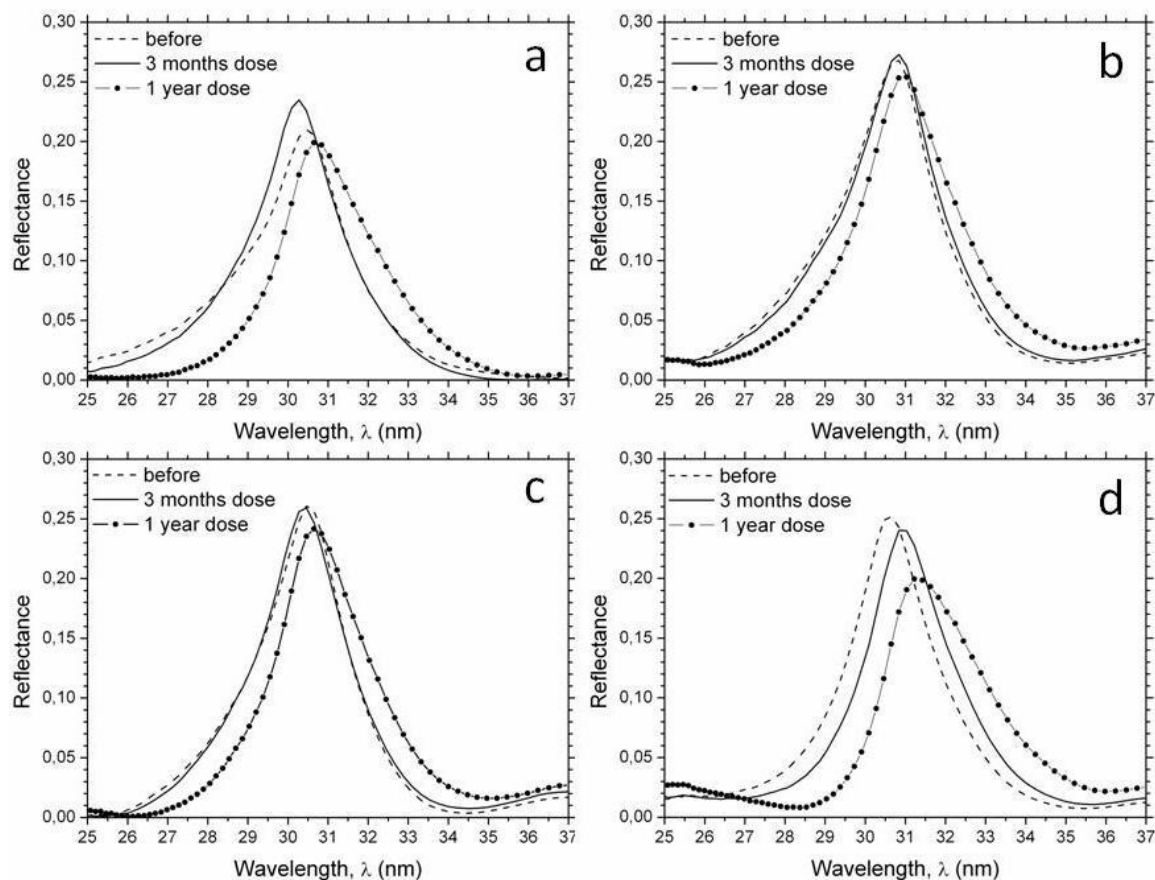 a
before
3 months dose
1 year dose
0,30
0,25
0,20
0,15
0,10
0,05
0,00
Reflectance
25 26 27 28 29 30 31 32 33 34 35 36 37
Wavelength, λ (nm)
b
before
3 months dose
1 year dose
0,30
0,25
0,20
0,15
0,10
0,05
0,00
Reflectance
25 26 27 28 29 30 31 32 33 34 35 36 37
Wavelength, λ (nm)
c
before
3 months dose
1 year dose
0,30
0,25
0,20
0,15
0,10
0,05
0,00
Reflectance
25 26 27 28 29 30 31 32 33 34 35 36 37
Wavelength, λ (nm)
d
before
3 months dose
1 year dose
0,30
0,25
0,20
0,15
0,10
0,05
0,00
Reflectance
25 26 27 28 29 30 31 32 33 34 35 36 37
Wavelength, λ (nm)